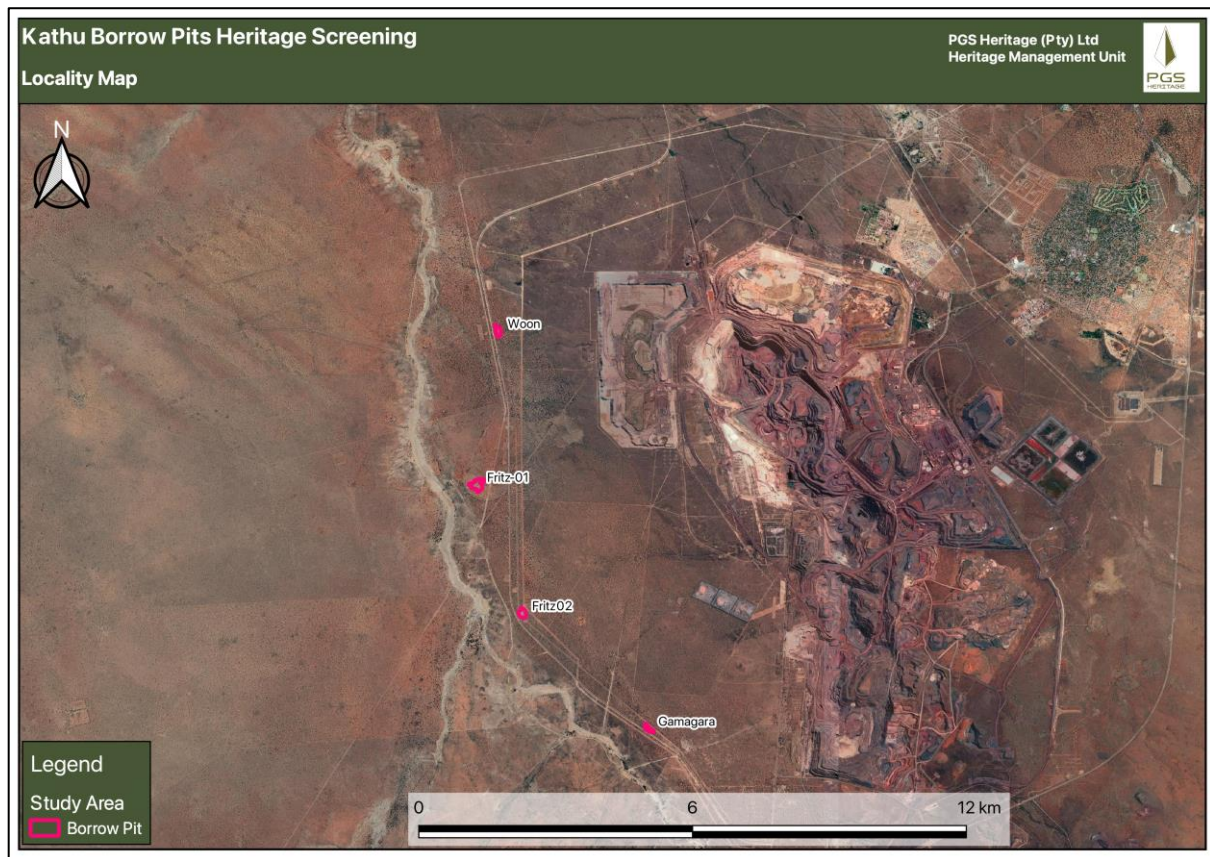 Kathu Borrow Pits Heritage Screening
Locality Map
PGS Heritage (Pty) Ltd
Heritage Management Unit
PGS
HERITAGE
N
Woon
Fritz-01
Fritz02
Gamagara
Legend
Study Area
Borrow Pit
0 6 12 km